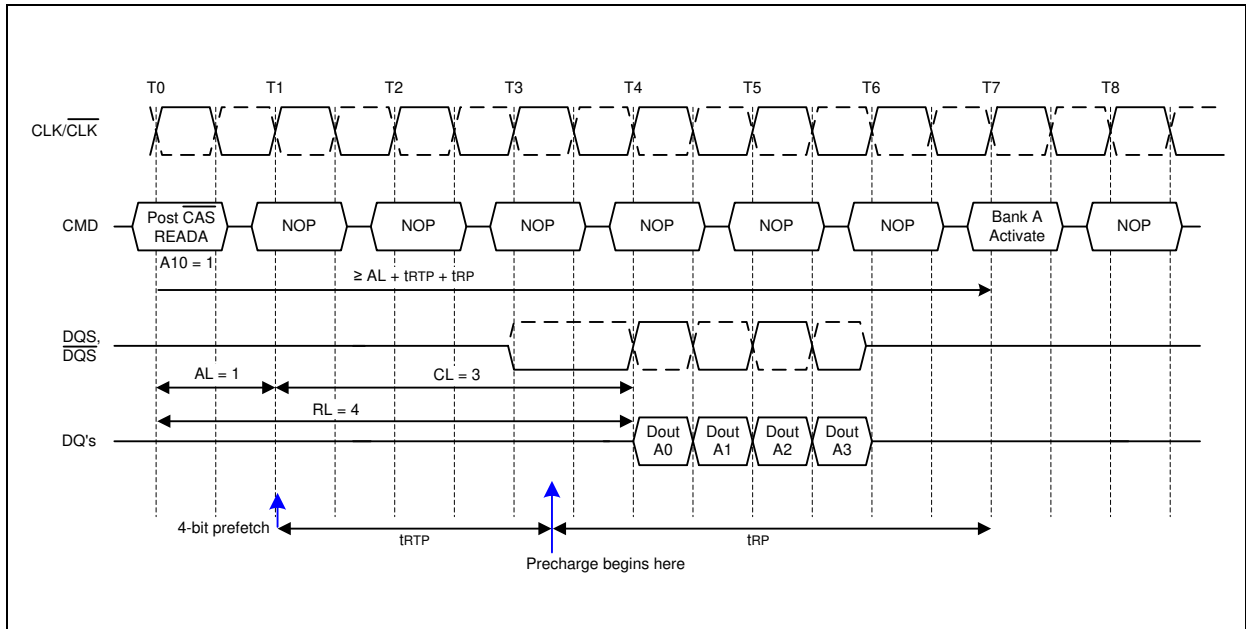 T0 T1 T2 T3 T4 T5 T6 T7 T8
CLK/CLK
CMD
Post CAS
READA
NOP NOP NOP NOP NOP NOP
Bank A
Activate
NOP
A10 = 1
≥ AL + tRTP + tRP
DQS,
DQS
AL = 1
CL = 3
RL = 4
DQ's
Dout
A0
Dout
A1
Dout
A2
Dout
A3
4-bit prefetch
tRTP
tRP
Precharge begins here